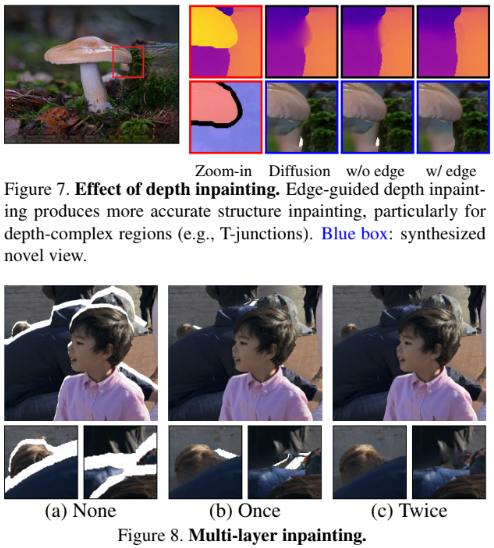 Zoom-in Diffusion w/o edge w/ edge
Figure 7. Effect of depth inpainting. Edge-guided depth inpaint-
ing produces more accurate structure inpainting, particularly for
depth-complex regions (e.g., T-junctions). Blue box: synthesized
novel view.
(a) None (b) Once (c) Twice
Figure 8. Multi-layer inpainting.